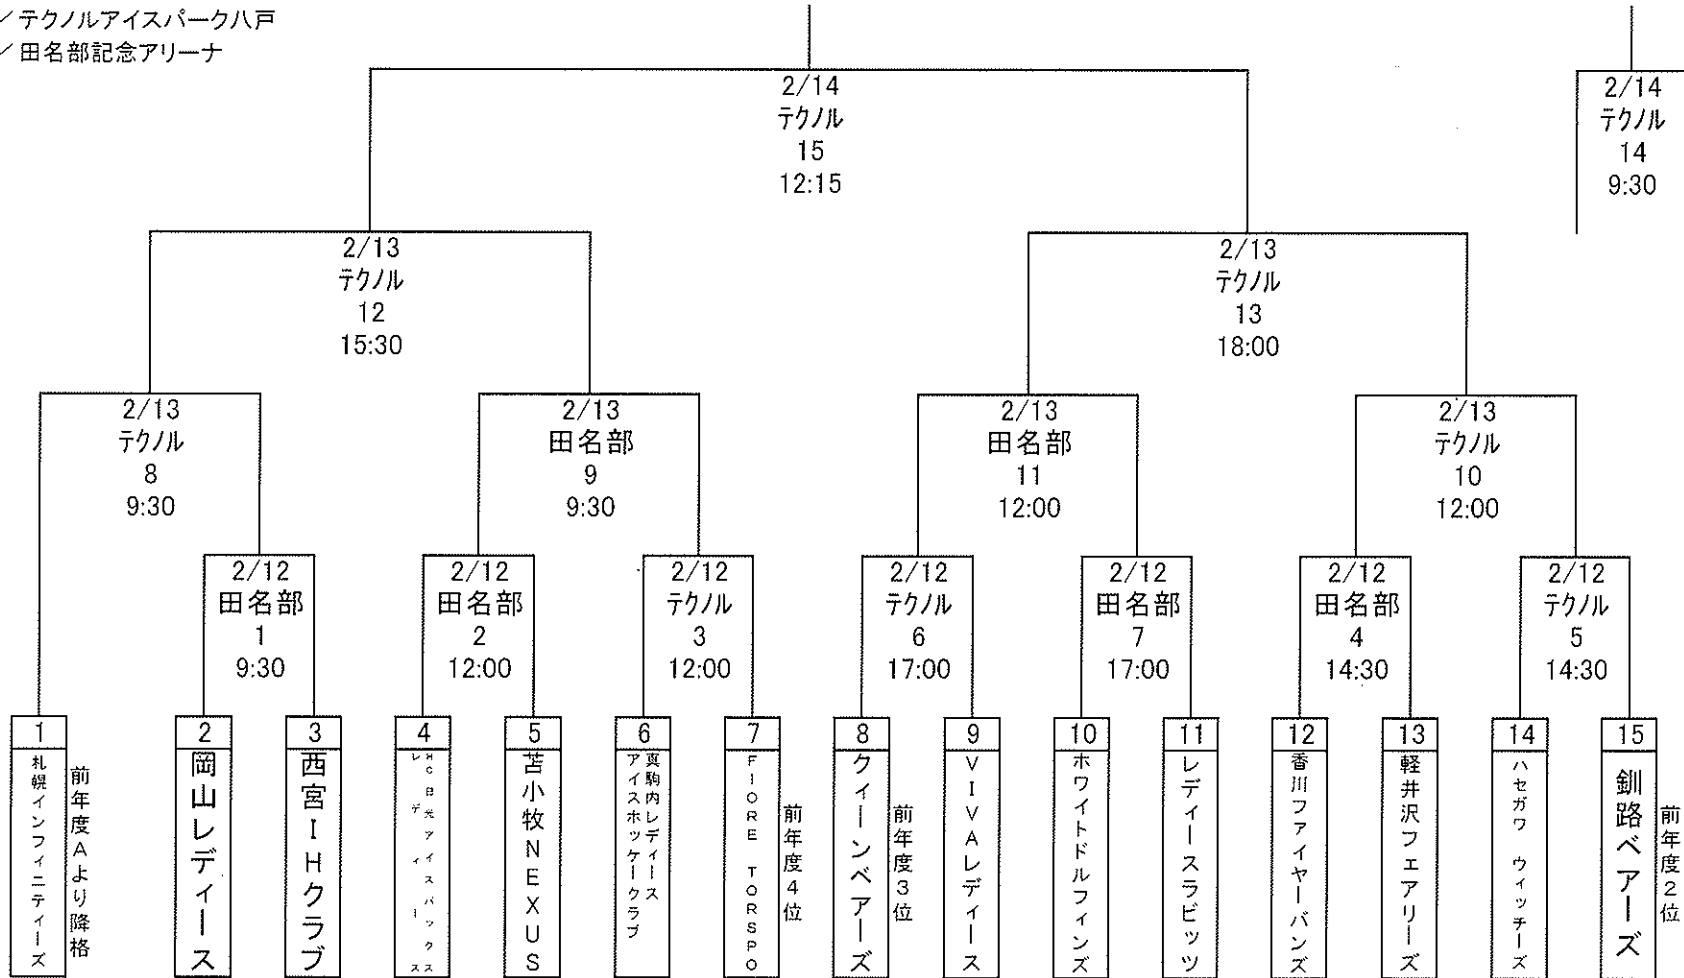 ／テクノルアイスパーク八戸
／田名部記念アリーナ
2/14
テクノル
15
12:15
2/14
テクノル
14
9:30
2/13
テクノル
12
15:30
2/13
テクノル
13
18:00
2/13
テクノル
8
9:30
2/13
田名部
9
9:30
2/13
田名部
11
12:00
2/13
テクノル
10
12:00
2/12
田名部
1
9:30
2/12
田名部
2
12:00
2/12
テクノル
3
12:00
2/12
テクノル
6
17:00
2/12
田名部
7
17:00
2/12
田名部
4
14:30
2/12
テクノル
5
14:30
1
札幌インフィニティーズ
前年度Aより降格
2
岡山レディース
3
西宮IHクラブ
4
HC日光アイスバックス
レディース
5
苫小牧NEXUS
6
真駒内レディース
アイスホッケークラブ
7
FIORE TORSPO
前年度4位
8
クィーンベアーズ
前年度3位
9
VIVAレディース
10
ホワイトドルフィンズ
11
レディースラビッツ
12
香川ファイヤーバンズ
13
軽井沢フェアリーズ
14
ハセガワ ウィッチーズ
15
釧路ベアーズ
前年度2位